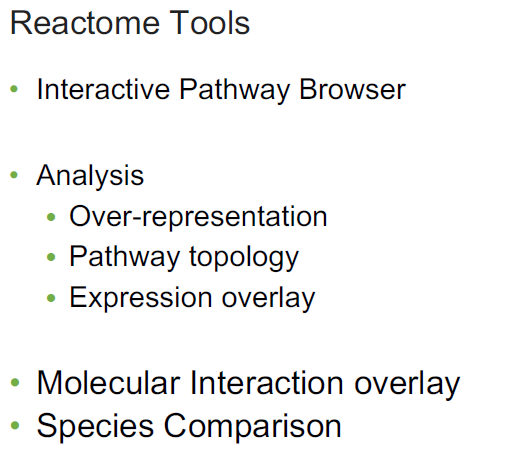 Reactome Tools
• Interactive Pathway Browser
• Analysis
• Over-representation
• Pathway topology
• Expression overlay
• Molecular Interaction overlay
• Species Comparison